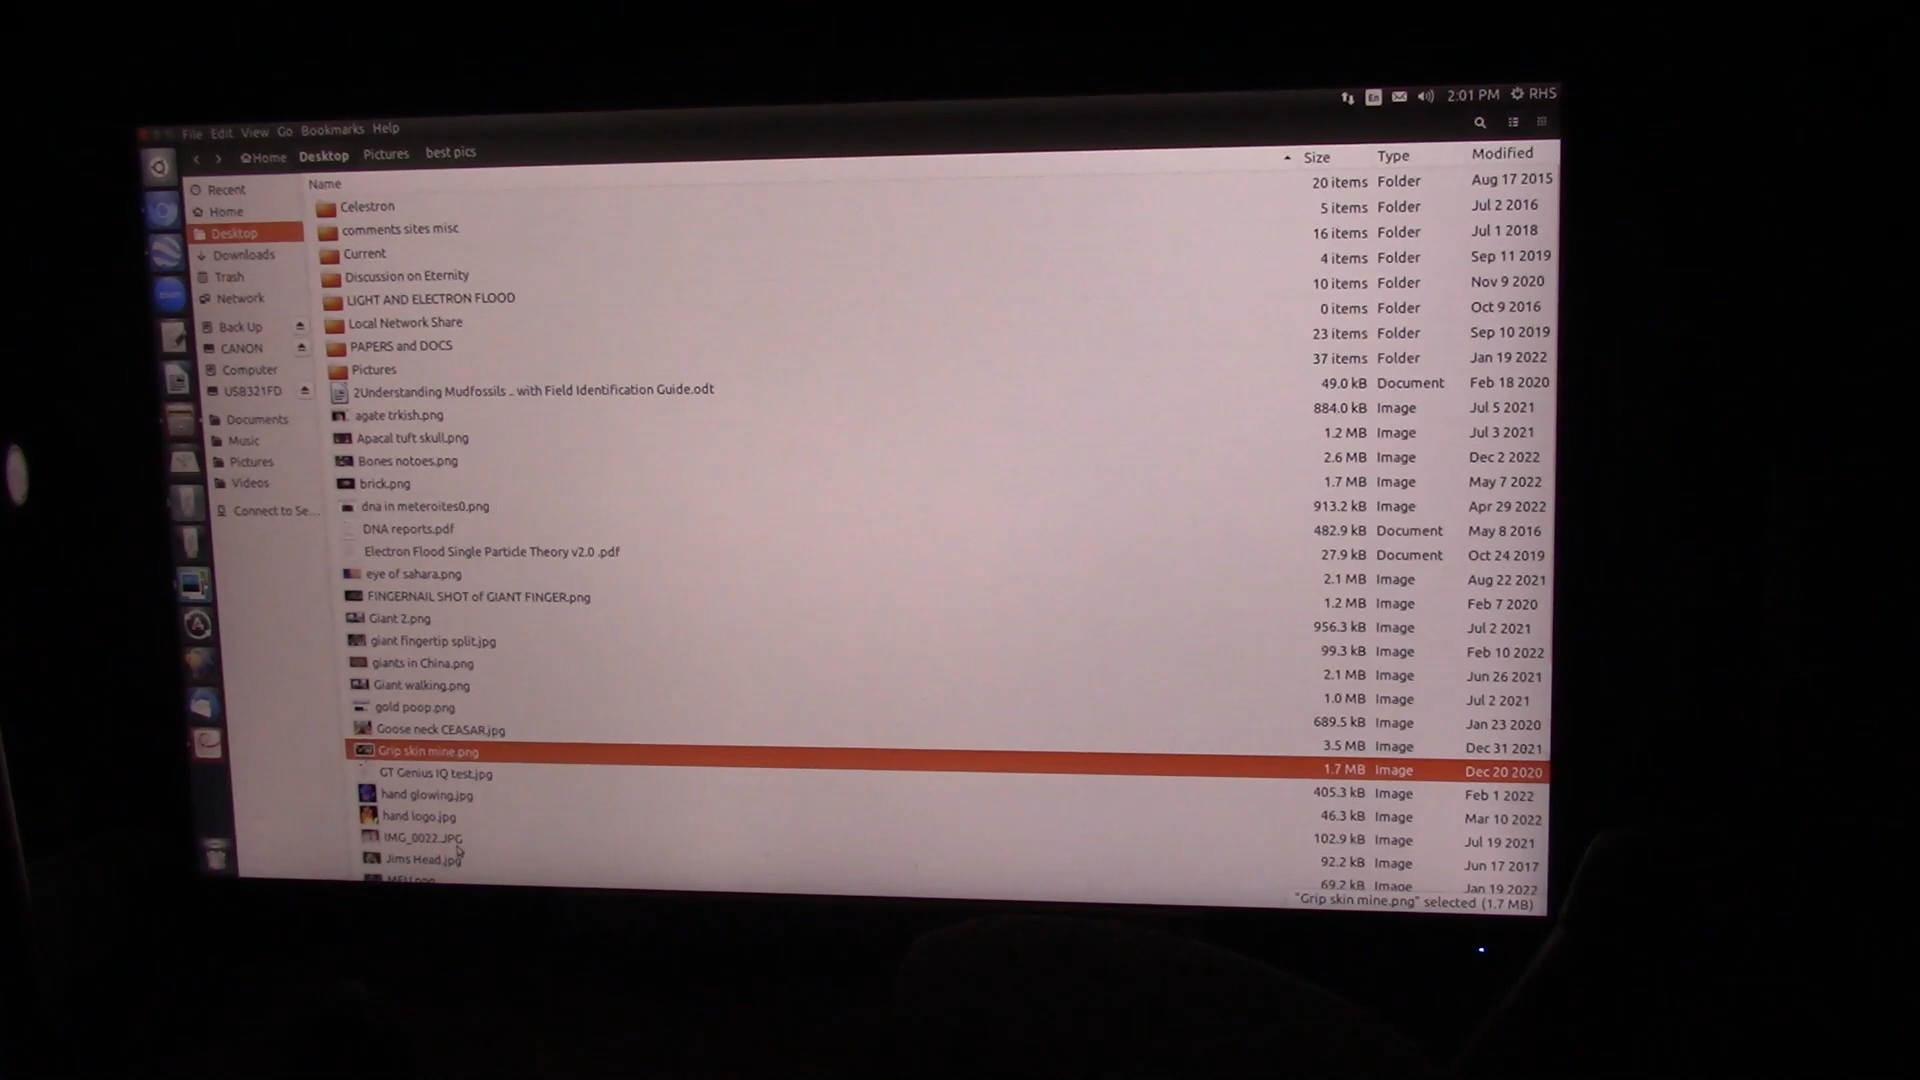 2:01 PM RHS
File Edit View Go Bookmarks Help
Home Desktop Pictures best pics
Recent
Home
Desktop
Downloads
Trash
Network
Back Up
CANON
Computer
USB321FD
Documents
Music
Pictures
Videos
Connect to Se...
Name Size Type Modified
Celestron 20 items Folder Aug 17 2015
comments sites misc 5 items Folder Jul 2 2016
Current 16 items Folder Jul 1 2018
Discussion on Eternity 4 items Folder Sep 11 2019
LIGHT AND ELECTRON FLOOD 10 items Folder Nov 9 2020
Local Network Share 0 items Folder Oct 9 2016
PAPERS and DOCS 23 items Folder Sep 10 2019
Pictures 37 items Folder Jan 19 2022
2Understanding Mudfossils .. with Field Identification Guide.odt 49.0 kB Document Feb 18 2020
agate trkish.png 884.0 kB Image Jul 5 2021
Apacal tuft skull.png 1.2 MB Image Jul 3 2021
Bones notoes.png 2.6 MB Image Dec 2 2022
brick.png 1.7 MB Image May 7 2022
dna in meteroites0.png 913.2 kB Image Apr 29 2022
DNA reports.pdf 482.9 kB Document May 8 2016
Electron Flood Single Particle Theory v2.0 .pdf 27.9 kB Document Oct 24 2019
eye of sahara.png 2.1 MB Image Aug 22 2021
FINGERNAIL SHOT of GIANT FINGER.png 1.2 MB Image Feb 7 2020
Giant 2.png 956.3 kB Image Jul 2 2021
giant fingertip split.jpg 99.3 kB Image Feb 10 2022
giants in China.png 2.1 MB Image Jun 26 2021
Giant walking.png 1.0 MB Image Jul 2 2021
gold poop.png 689.5 kB Image Jan 23 2020
Goose neck CEASAR.jpg 3.5 MB Image Dec 31 2021
Grip skin mine.png 1.7 MB Image Dec 20 2020
GT Genius IQ test.jpg 405.3 kB Image Feb 1 2022
hand glowing.jpg 46.3 kB Image Mar 10 2022
hand logo.jpg 102.9 kB Image Jul 19 2021
IMG_0022.JPG 92.2 kB Image Jun 17 2017
Jims Head.jpg 69.2 kB Image Jan 19 2022
"Grip skin mine.png" selected (1.7 MB)